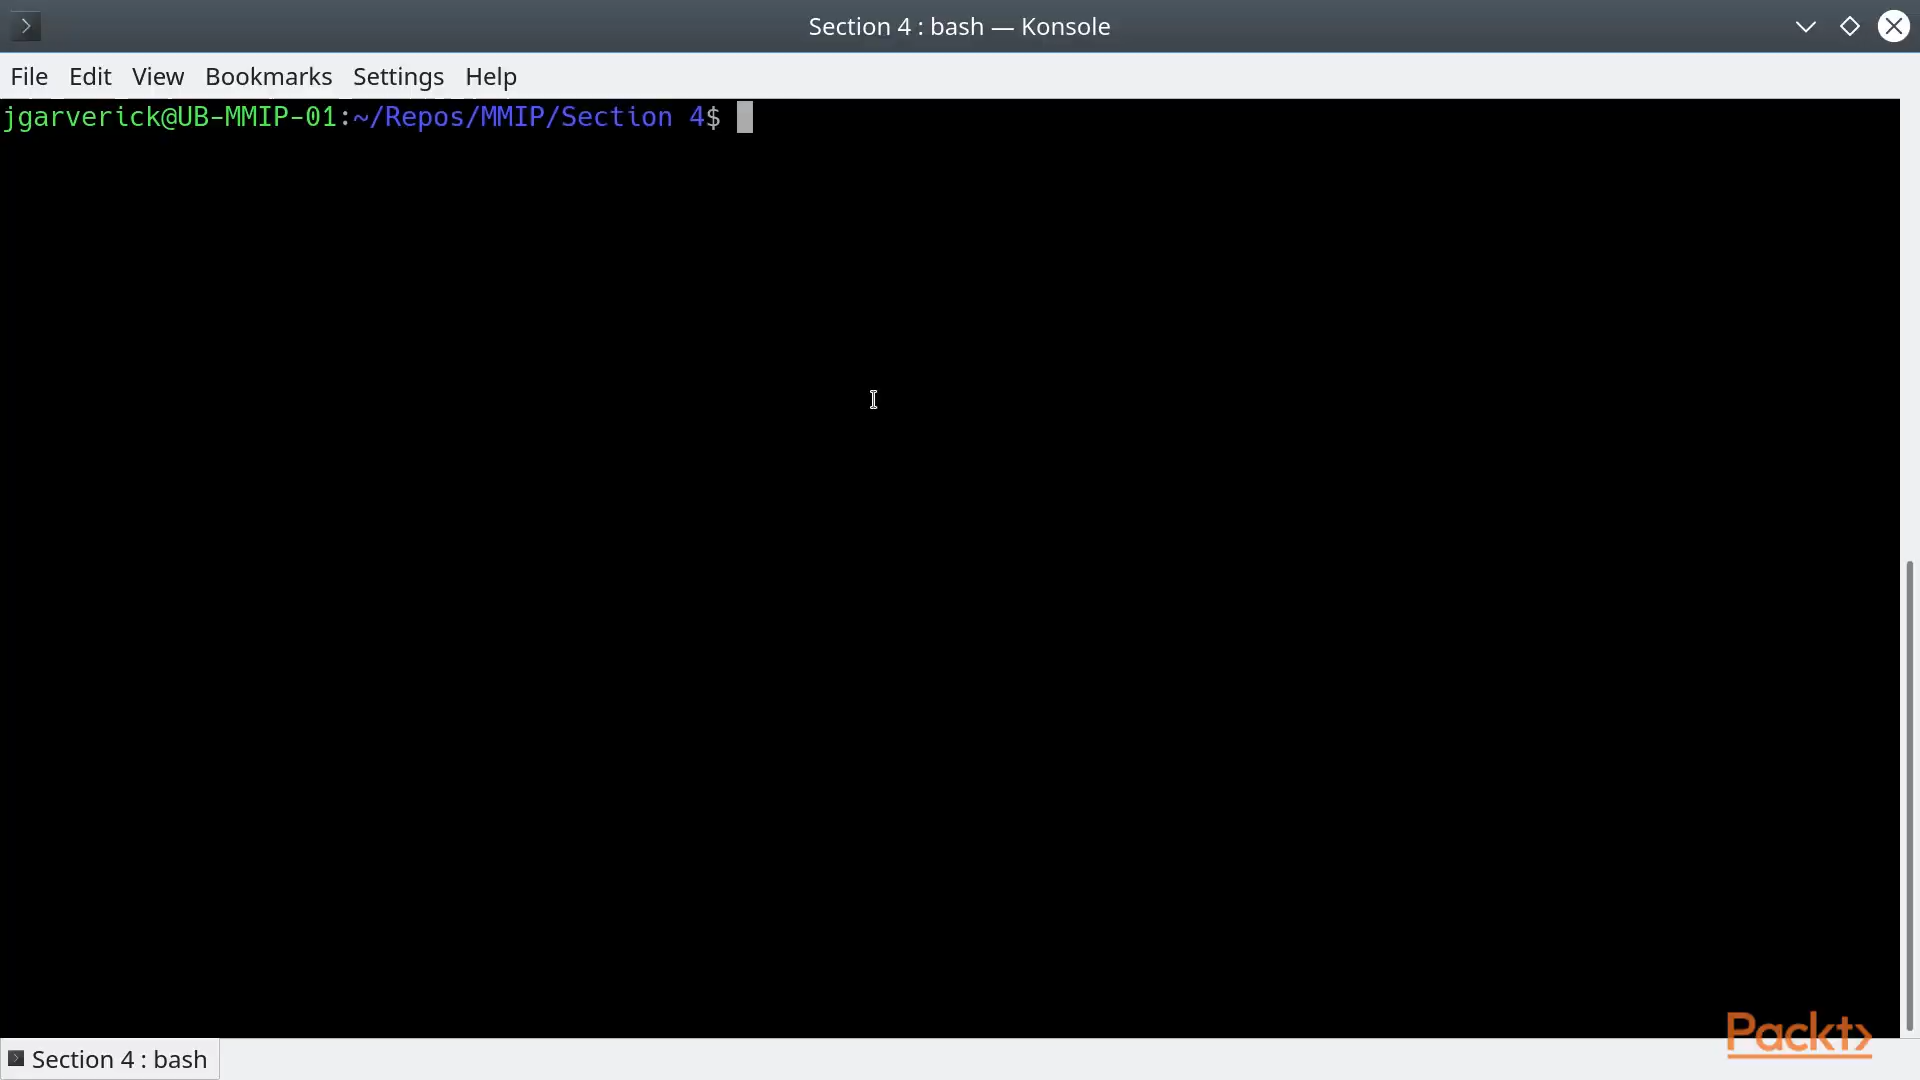 Section 4 : bash — Konsole
File Edit View Bookmarks Settings Help
jgarverick@UB-MMIP-01:~/Repos/MMIP/Section 4$
Packt>
Section 4 : bash